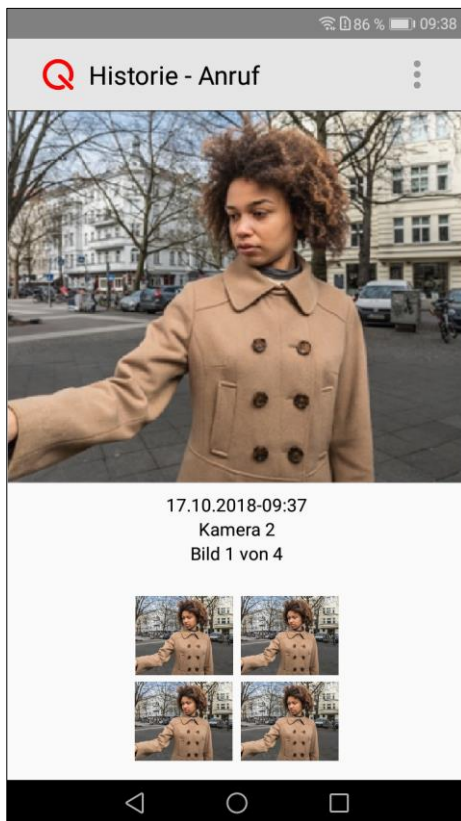 86 % 09:38
Historie - Anruf
17.10.2018-09:37
Kamera 2
Bild 1 von 4